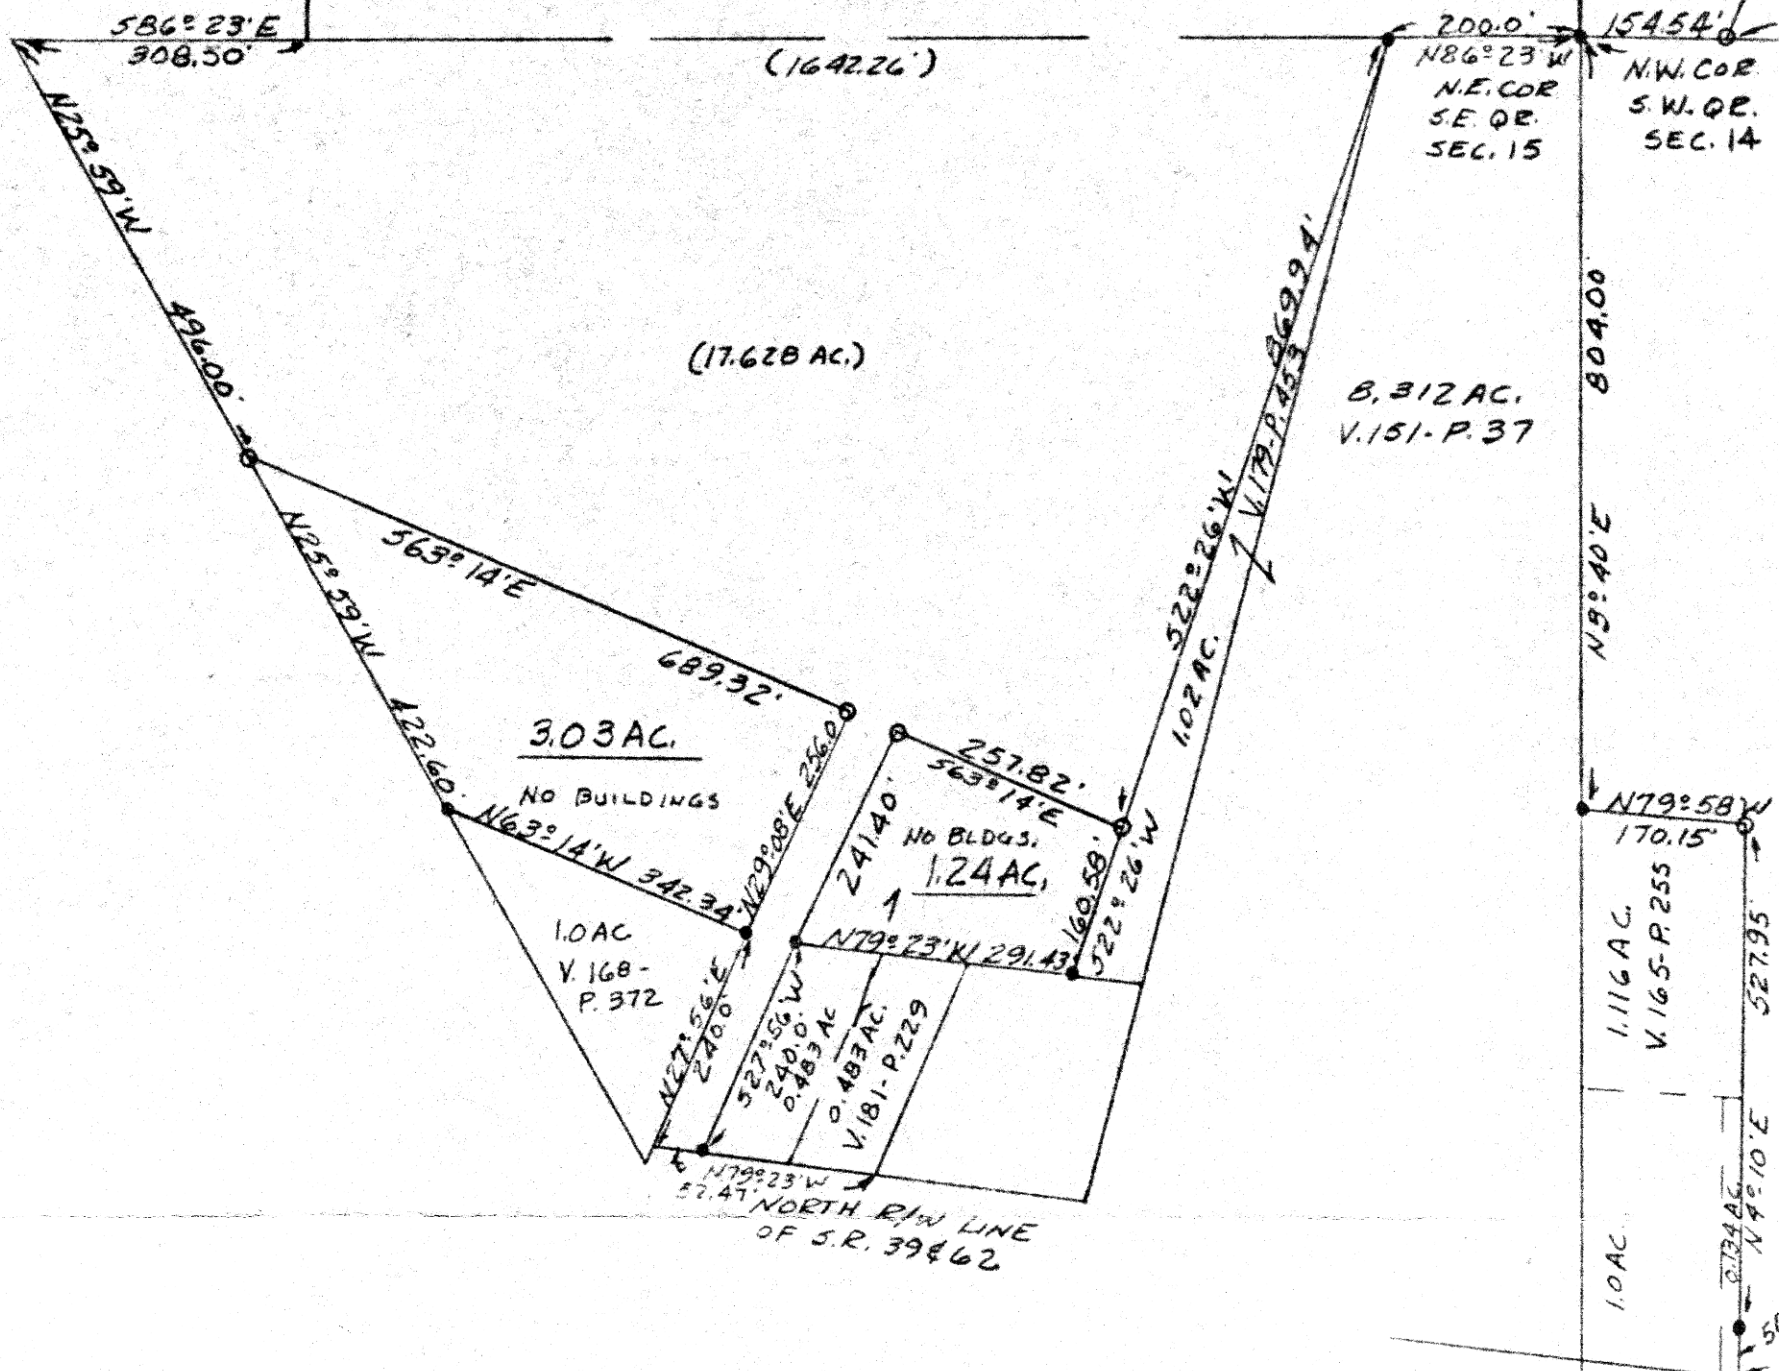 S86°23'E
308.50'
(1642.26')
200.0'
N86°23'W
N.E. COR
S.E. QR.
SEC. 15
154.54'
N.W. COR
S.W. QR.
SEC. 14
N25°59'W
496.00'
(17.628 AC.)
S22°26'W 869.94'
V.179-P.453
1.02 AC.
8.312 AC.
V.151-P.37
N9°40'E 804.00'
S63°14'E
689.32'
N25°59'W
422.60'
3.03 AC.
NO BUILDINGS
N63°14'W 342.34'
N29°08'E 256.0
257.82'
S63°14'E
241.40'
NO BLDGS.
1.24 AC.
160.58'
S22°26'W
N79°23'W 291.43'
1.0 AC
V. 168-
P. 372
N27°56'E
240.0'
S27°56'W
240.0'
0.483 AC
0.483 AC.
V.181-P.229
N79°23'W
52.47'
NORTH R/W LINE
OF S.R. 39 & 62
N79°58'W
170.15'
1.116 AC.
V.165-P.255
527.95'
N4°10'E
0.134 AC.
1.0 AC.